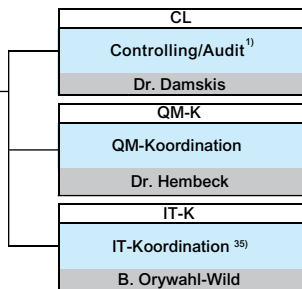 CL
Controlling/Audit 1)
Dr. Damskis
QM-K
QM-Koordination
Dr. Hembeck
IT-K
IT-Koordination 35)
B. Orywahl-Wild